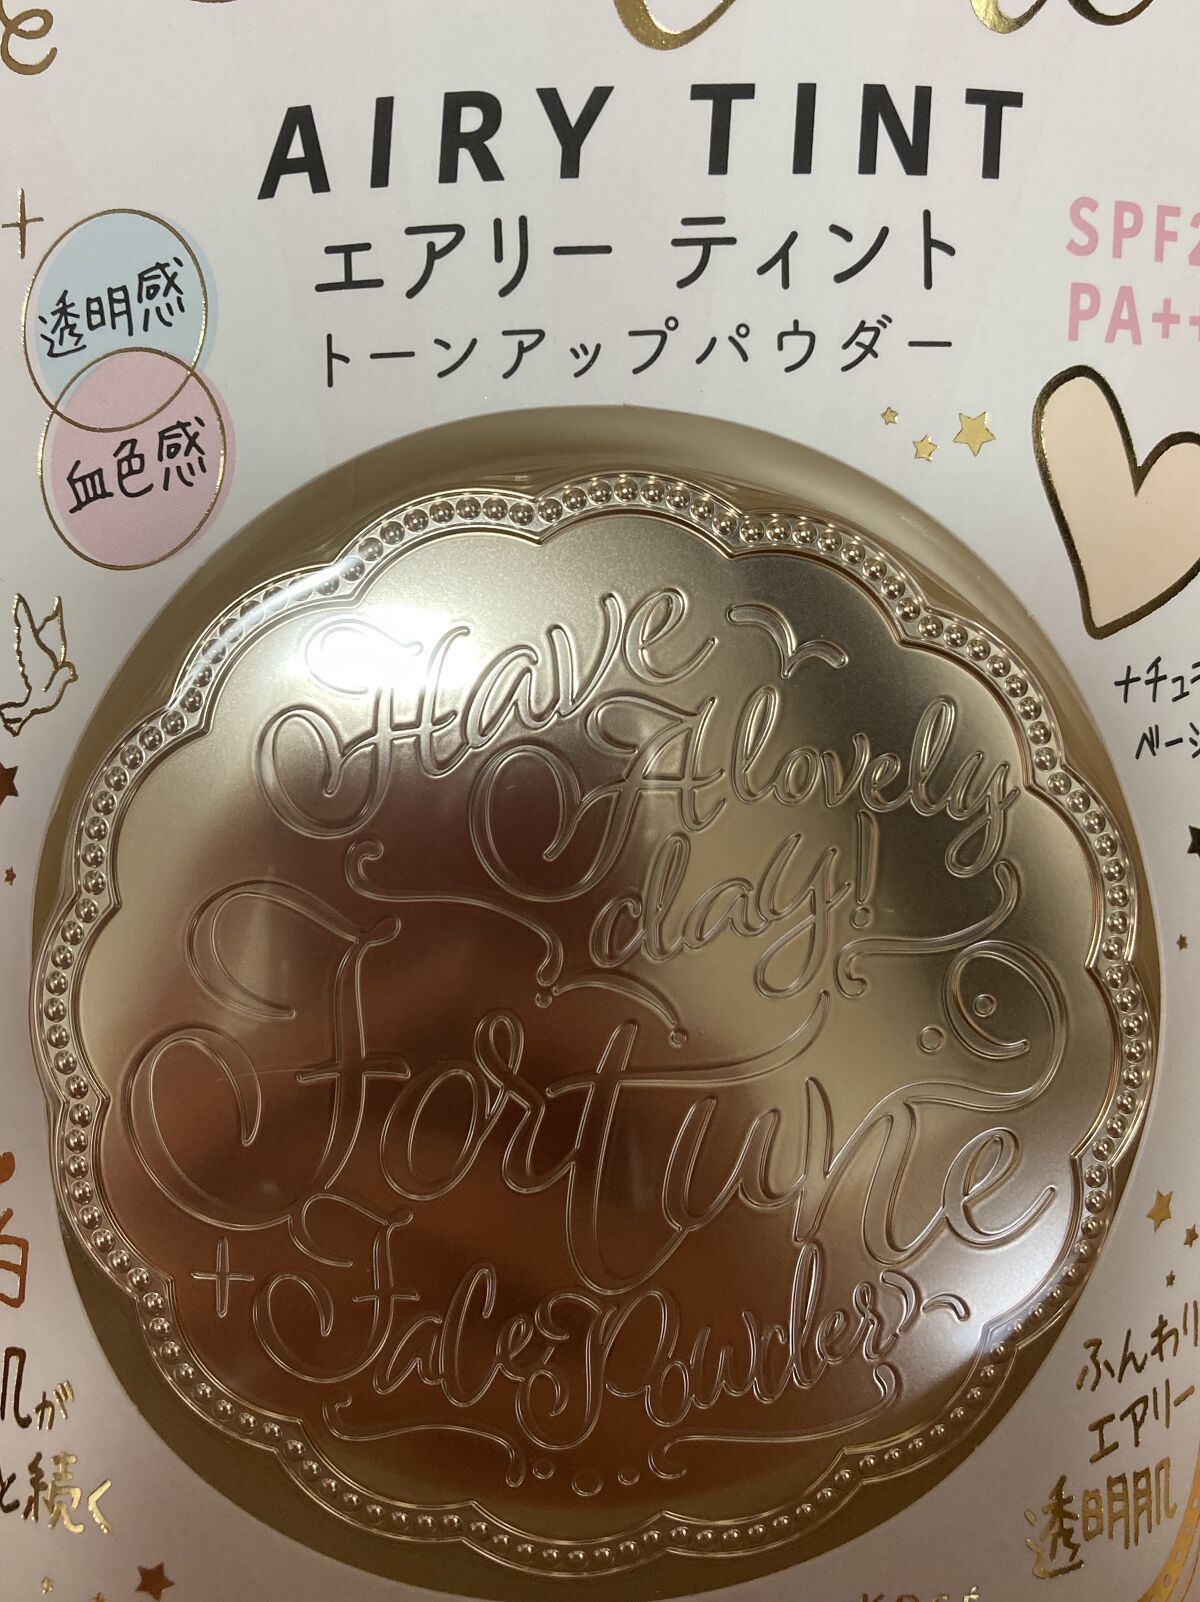 AIRY TINT
エアリー ティント
トーンアップパウダー
SPF2
PA++
透明感
血色感
Have
A lovely
day!
Fortune
Face Powder
ナチュラ
ベージ
肌が
と続く
ふんわり
エアリー
透明肌
KOSÉ